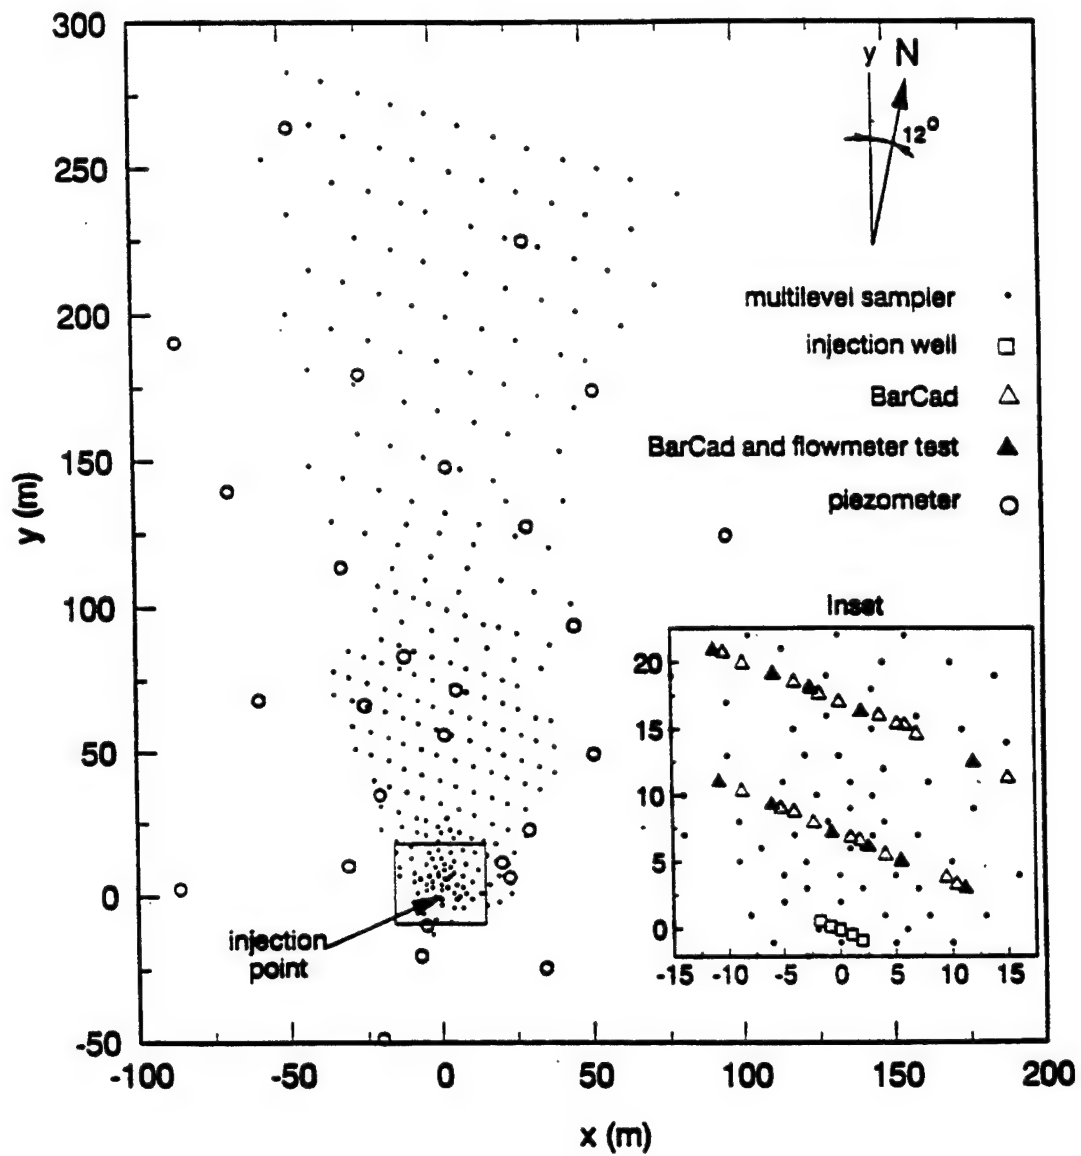 300
250
200
150
100
50
0
-50
y (m)
-100
-50
0
50
100
150
200
x (m)
y N
12°
multilevel sampler
injection well
BarCad
BarCad and flowmeter test
piezometer
injection
point
Inset
20
15
10
5
0
-15
-10
-5
0
5
10
15